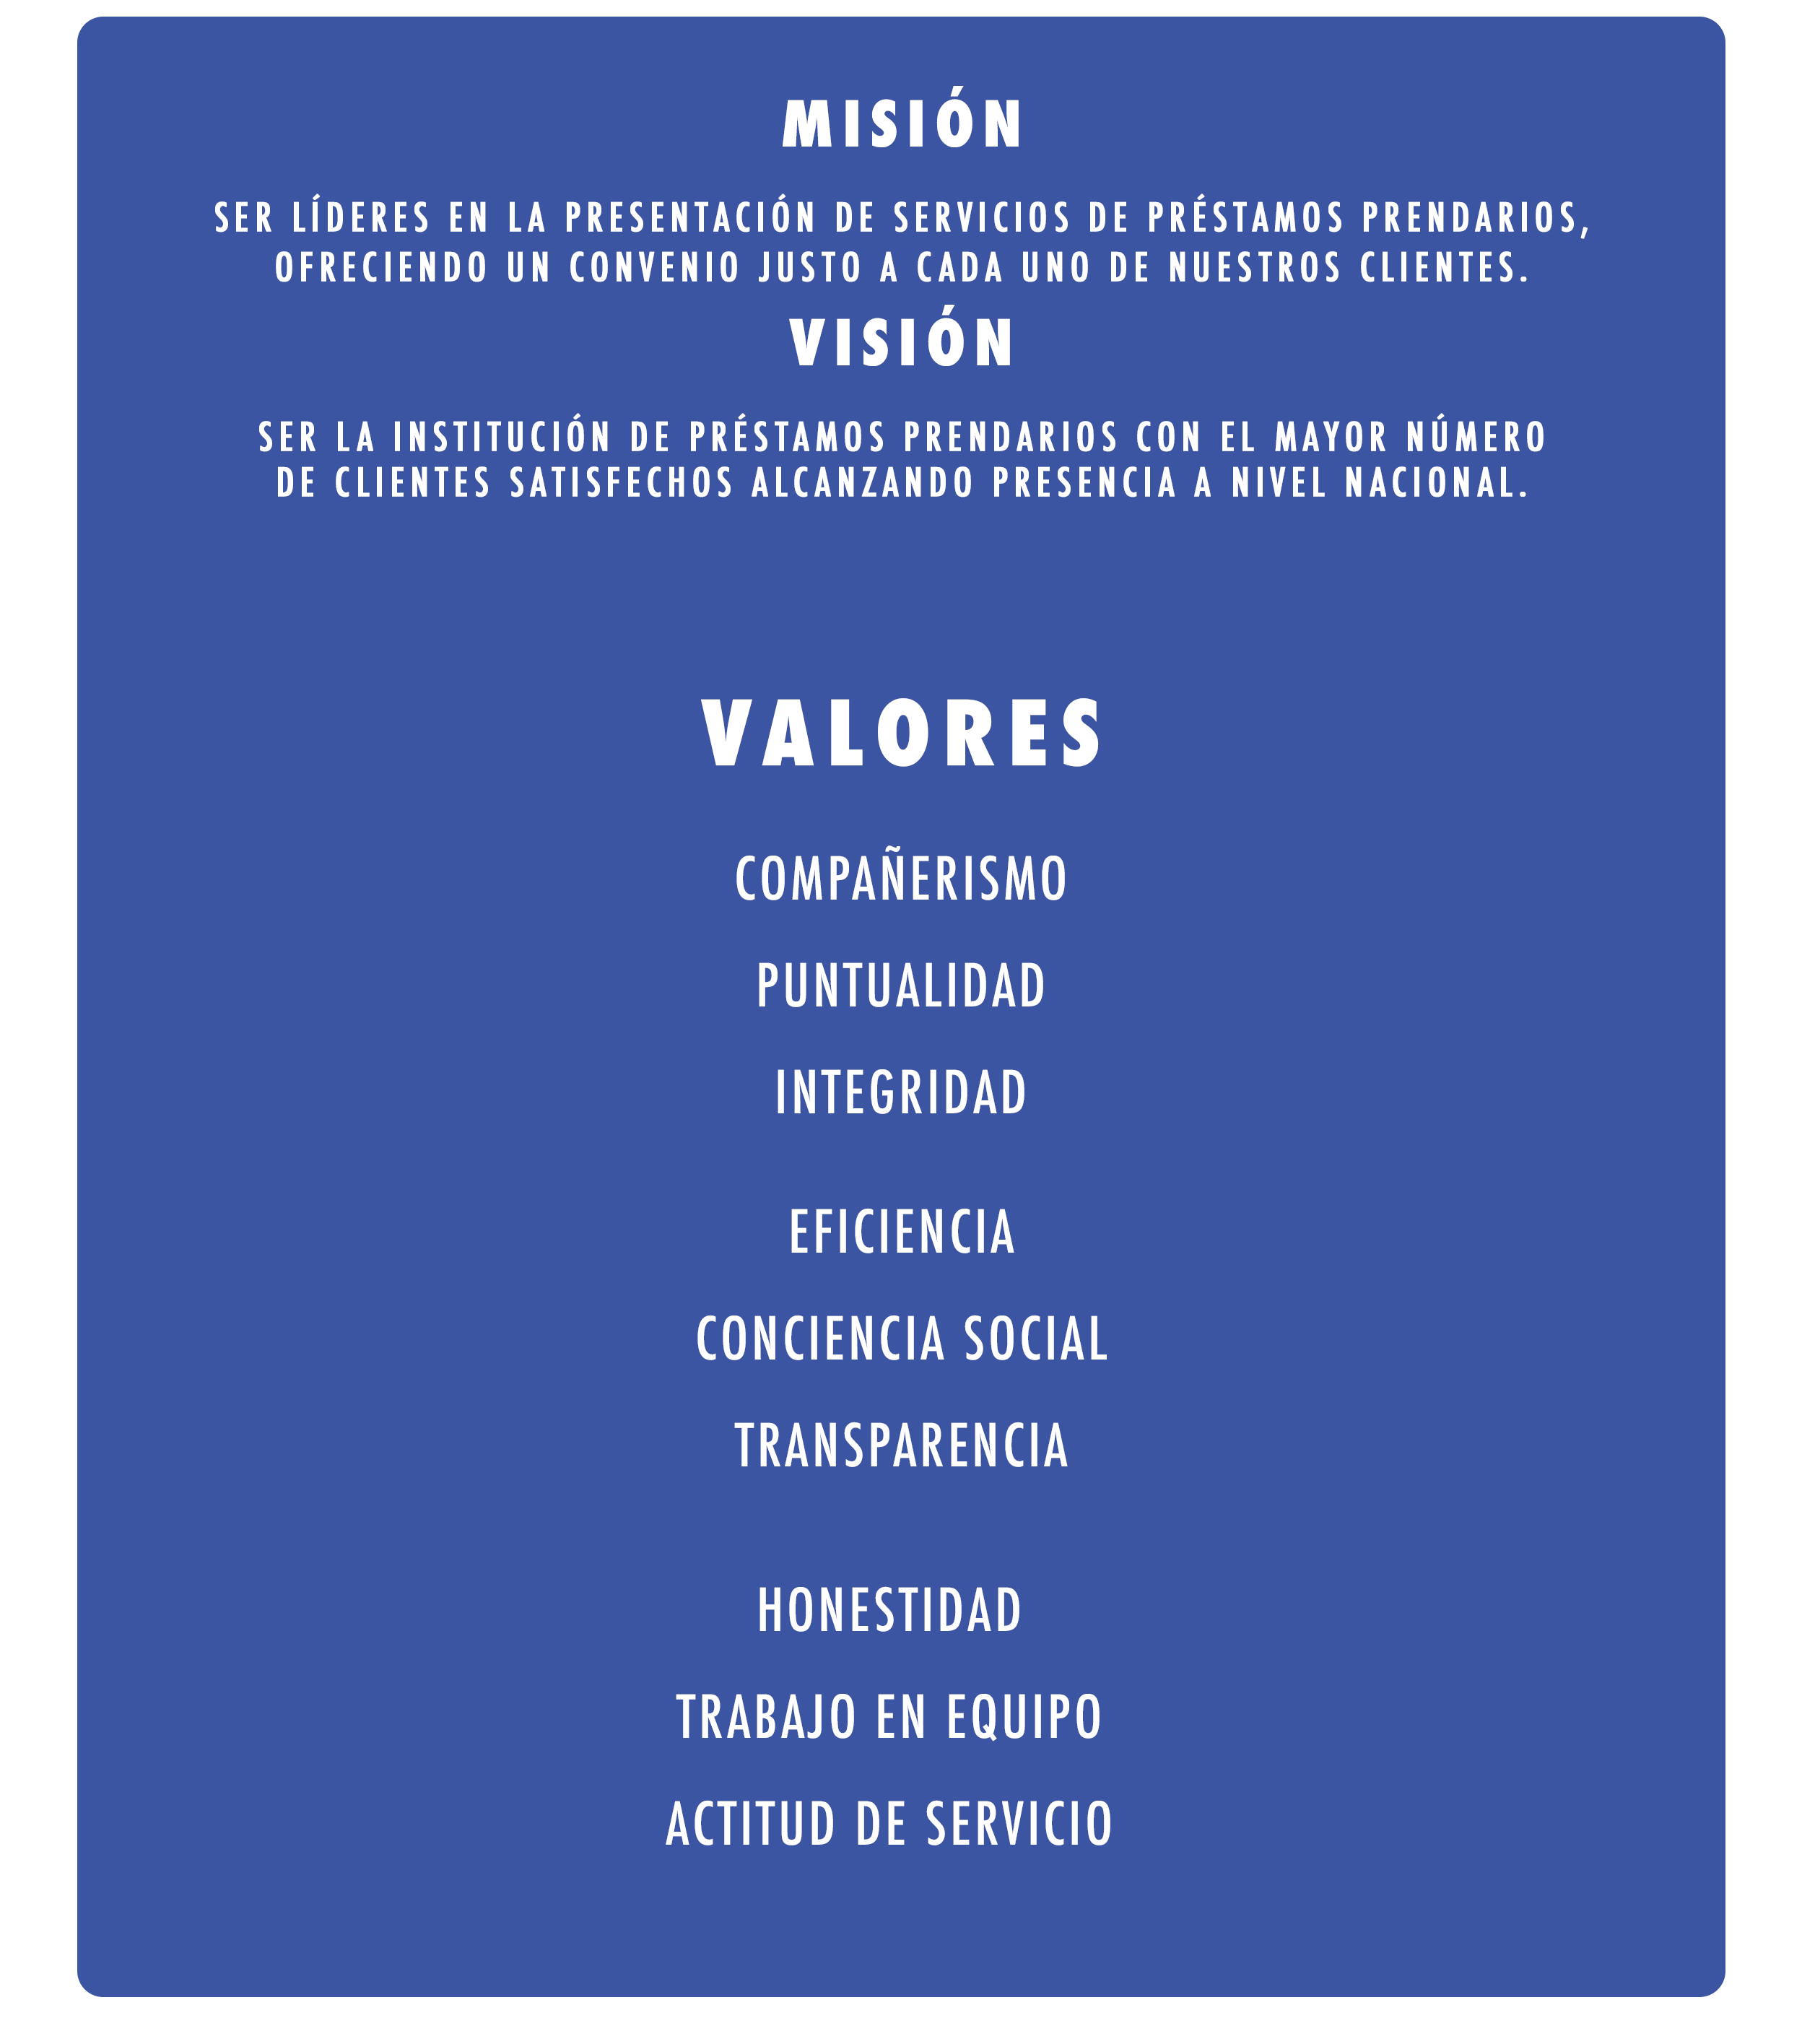 MISIÓN
SER LÍDERES EN LA PRESENTACIÓN DE SERVICIOS DE PRÉSTAMOS PRENDARIOS,
OFRECIENDO UN CONVENIO JUSTO A CADA UNO DE NUESTROS CLIENTES.
VISIÓN
SER LA INSTITUCIÓN DE PRÉSTAMOS PRENDARIOS CON EL MAYOR NÚMERO
DE CLIENTES SATISFECHOS ALCANZANDO PRESENCIA A NIVEL NACIONAL.
VALORES
COMPAÑERISMO
PUNTUALIDAD
INTEGRIDAD
EFICIENCIA
CONCIENCIA SOCIAL
TRANSPARENCIA
HONESTIDAD
TRABAJO EN EQUIPO
ACTITUD DE SERVICIO